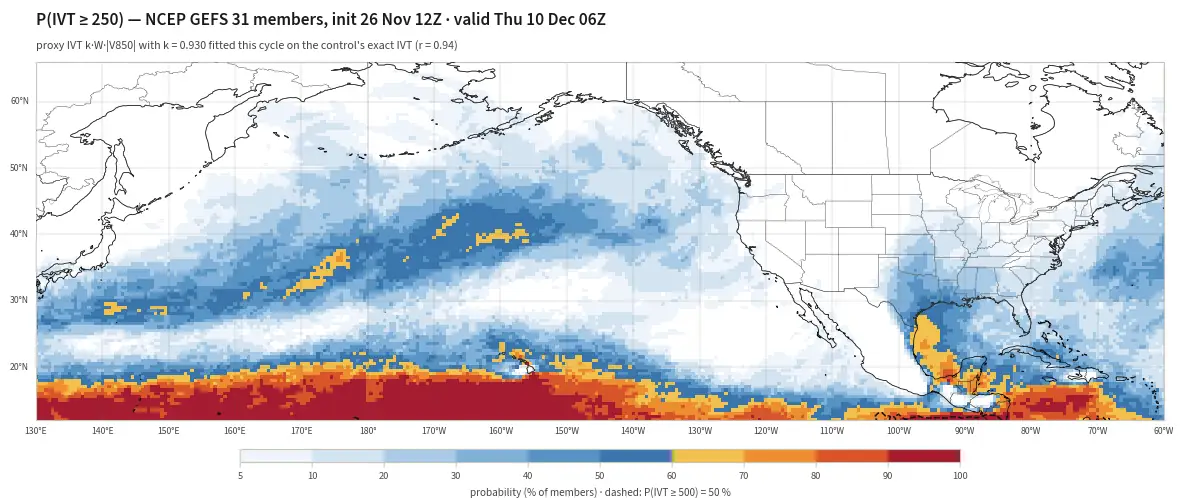 P(IVT ≥ 250) — NCEP GEFS 31 members, init 26 Nov 12Z · valid Thu 10 Dec 06Z
proxy IVT k·W·|V850| with k = 0.930 fitted this cycle on the control's exact IVT (r = 0.94)
60°N
50°N
40°N
30°N
20°N
130°E 140°E 150°E 160°E 170°E 180° 170°W 160°W 150°W 140°W 130°W 120°W 110°W 100°W 90°W 80°W 70°W 60°W
5 10 20 30 40 50 60 70 80 90 100
probability (% of members) · dashed: P(IVT ≥ 500) = 50 %